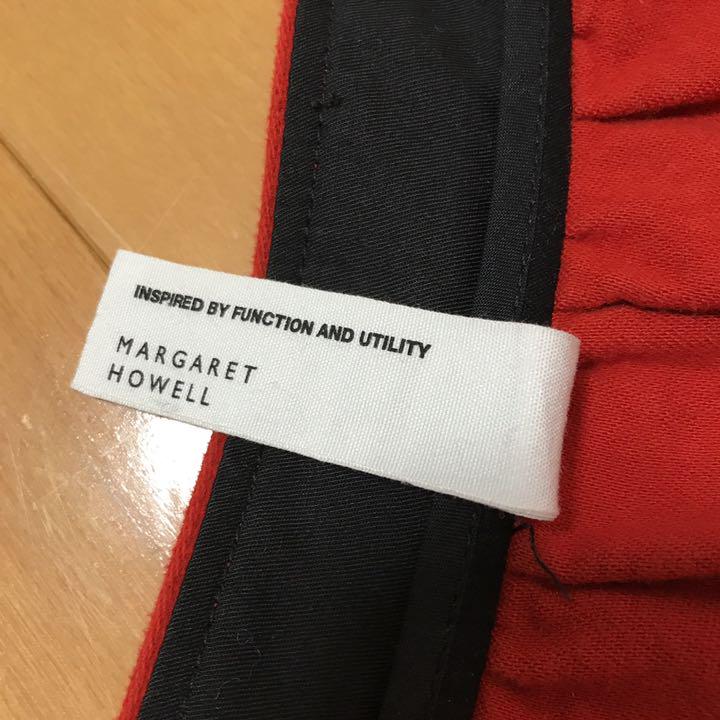 INSPIRED BY FUNCTION AND UTILITY
MARGARET
HOWELL